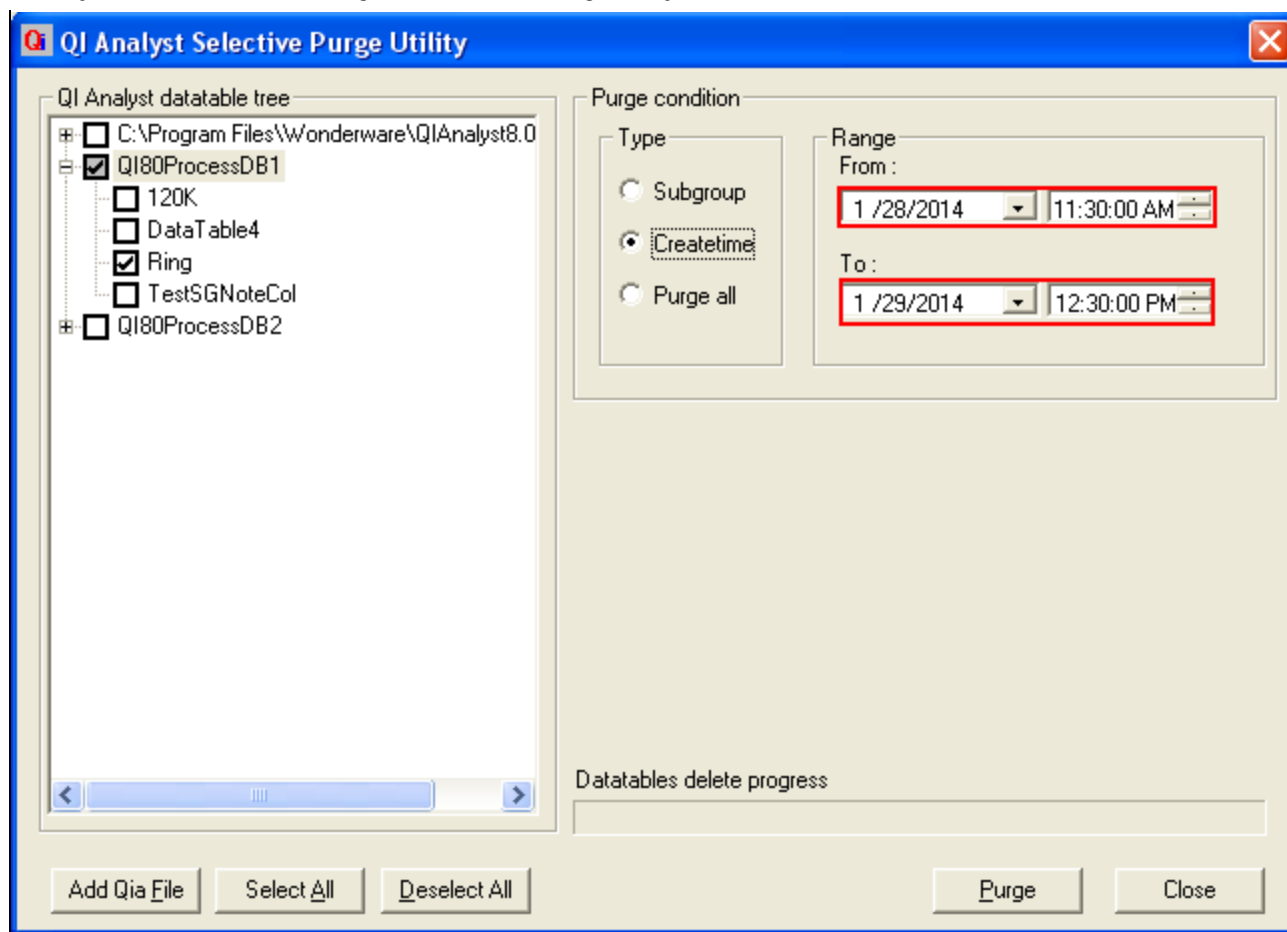 QI Analyst Selective Purge Utility
QI Analyst datatable tree
C:\Program Files\Wonderware\QIAnalyst8.0
QI80ProcessDB1
120K
DataTable4
Ring
TestSGNoteCol
QI80ProcessDB2
Purge condition
Type
Subgroup
Createtime
Purge all
Range
From :
1 /28/2014 11:30:00 AM
To :
1 /29/2014 12:30:00 PM
Datatables delete progress
Add Qia File Select All Deselect All Purge Close